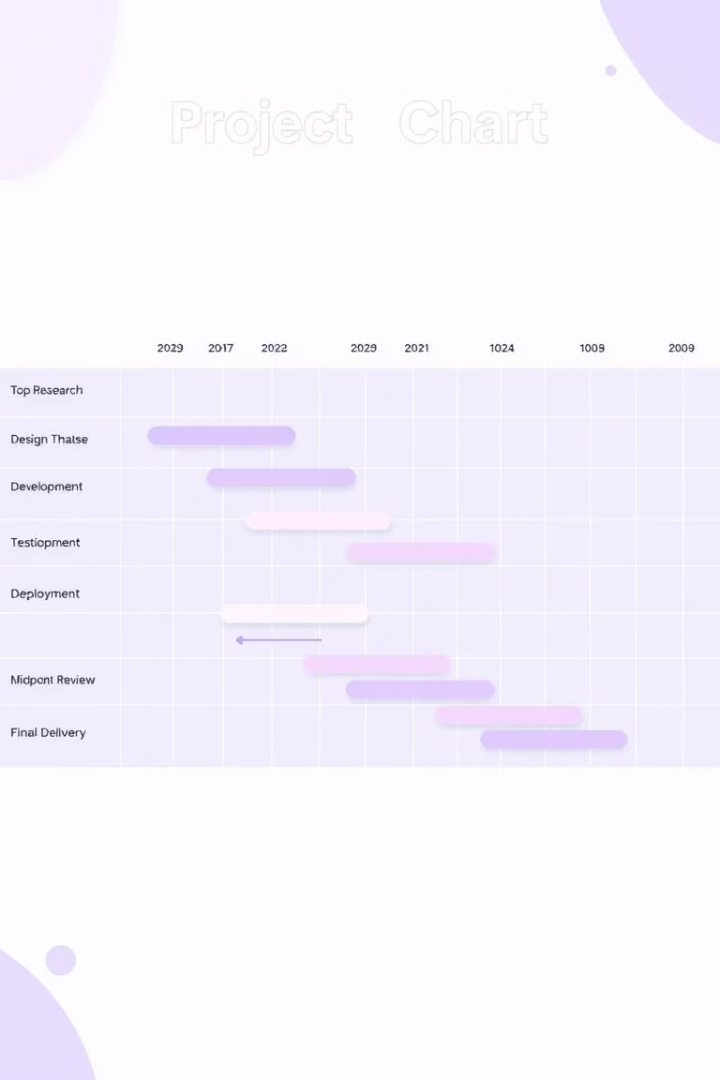 Project Chart
2029 2017 2022 2029 2021 1024 1009 2009
Top Research
Design Thatse
Development
Testiopment
Deployment
Midpont Review
Final Delivery